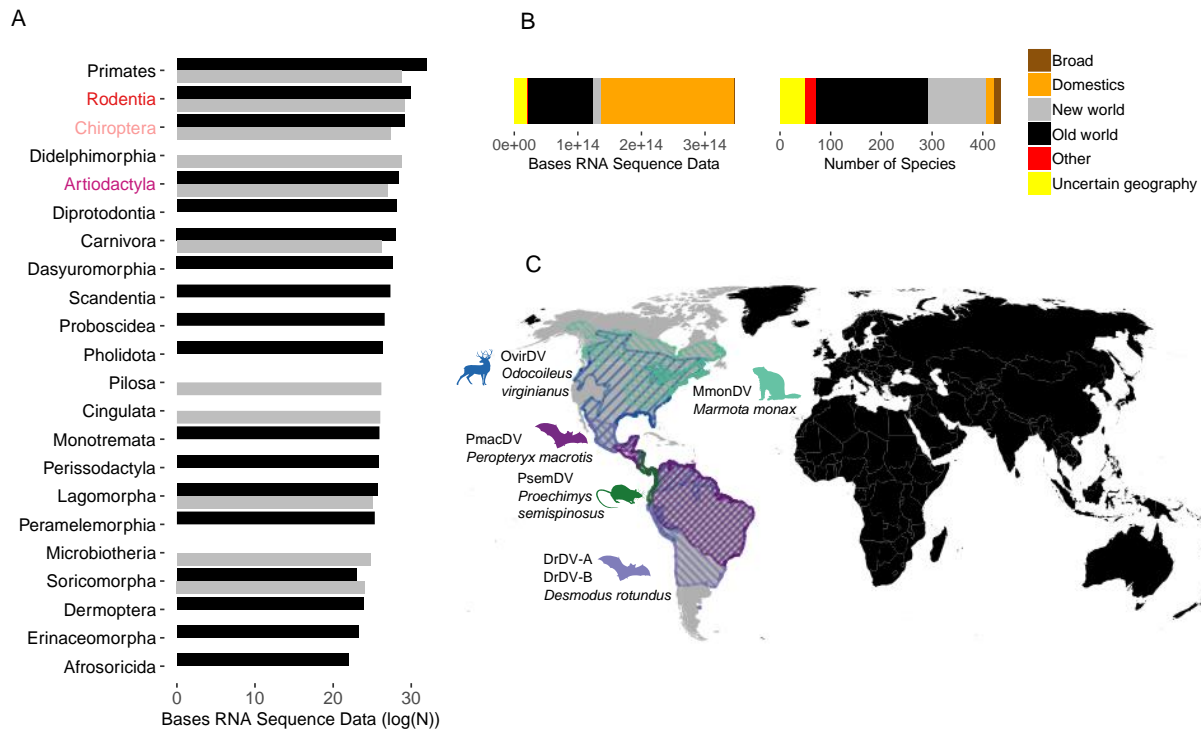 A
Primates
Rodentia
Chiroptera
Didelphimorphia
Artiodactyla
Diprotodontia
Carnivora
Dasyuromorphia
Scandentia
Proboscidea
Pholidota
Pilosa
Cingulata
Monotremata
Perissodactyla
Lagomorpha
Peramelemorphia
Microbiotheria
Soricomorpha
Dermoptera
Erinaceomorpha
Afrosoricida
0 10 20 30
Bases RNA Sequence Data (log(N))
B
0e+00 1e+14 2e+14 3e+14
Bases RNA Sequence Data
0 100 200 300 400
Number of Species
Broad
Domestics
New world
Old world
Other
Uncertain geography
C
OvirDV
Odocoileus
virginianus
MmonDV
Marmota monax
PmacDV
Peropteryx macrotis
PsemDV
Proechimys
semispinosus
DrDV-A
DrDV-B
Desmodus rotundus